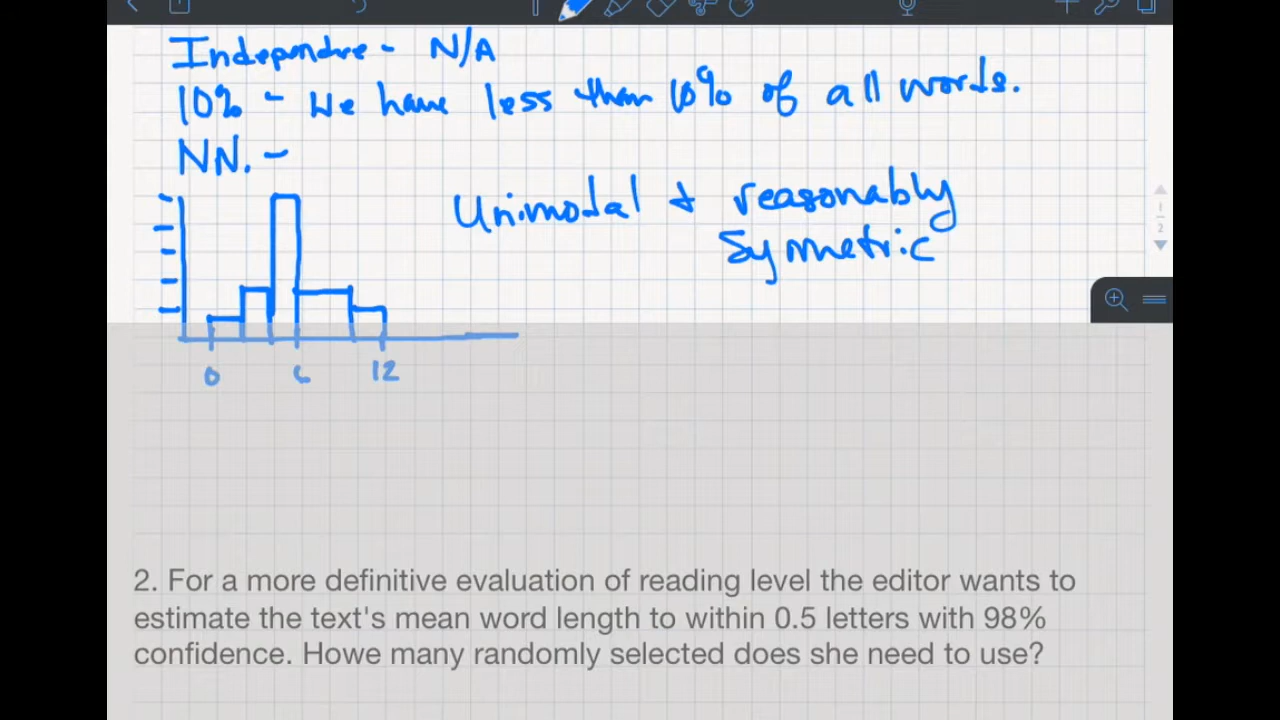 Independre - N/A
10% - We have less than 10% of all words.
NN. -
Unimodal + reasonably
Symmetric
0 6 12
2. For a more definitive evaluation of reading level the editor wants to
estimate the text's mean word length to within 0.5 letters with 98%
confidence. Howe many randomly selected does she need to use?